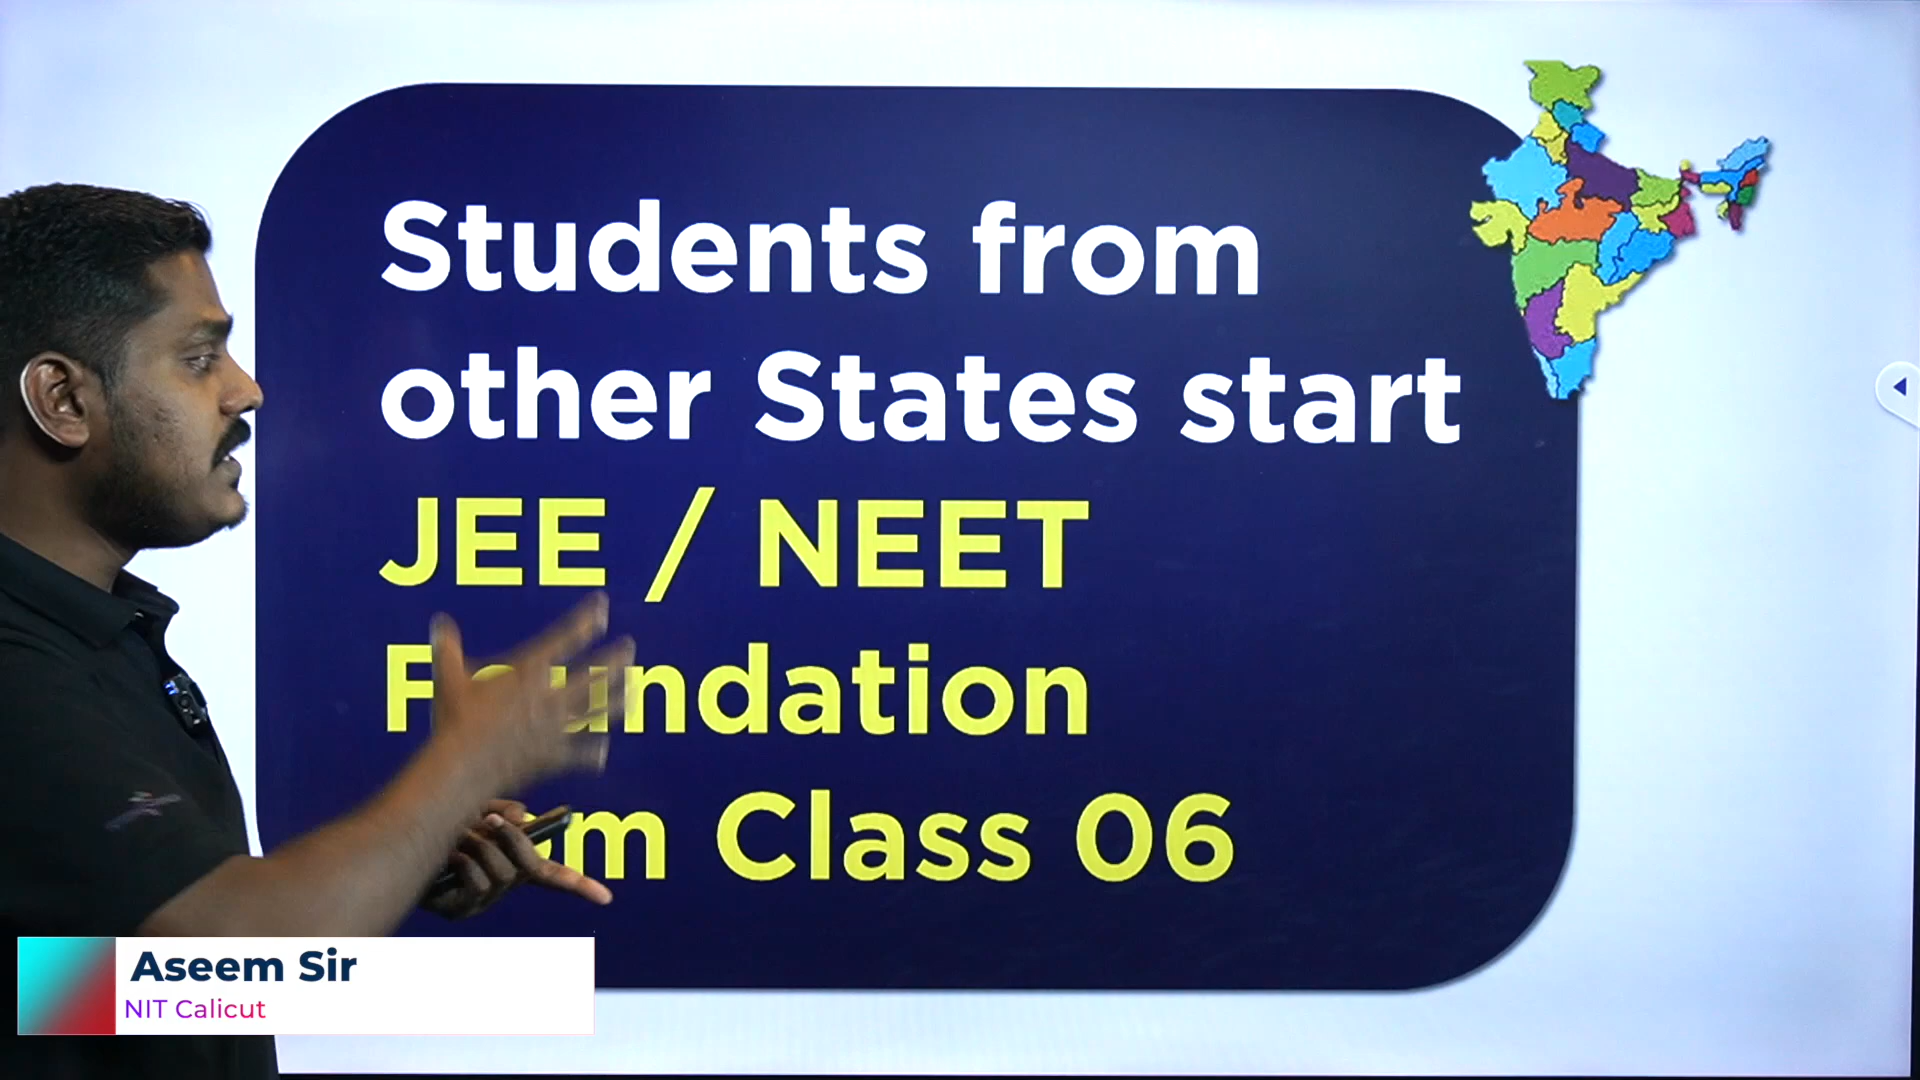 Students from
other States start
JEE / NEET
Foundation
Class 06
Aseem Sir
NIT Calicut